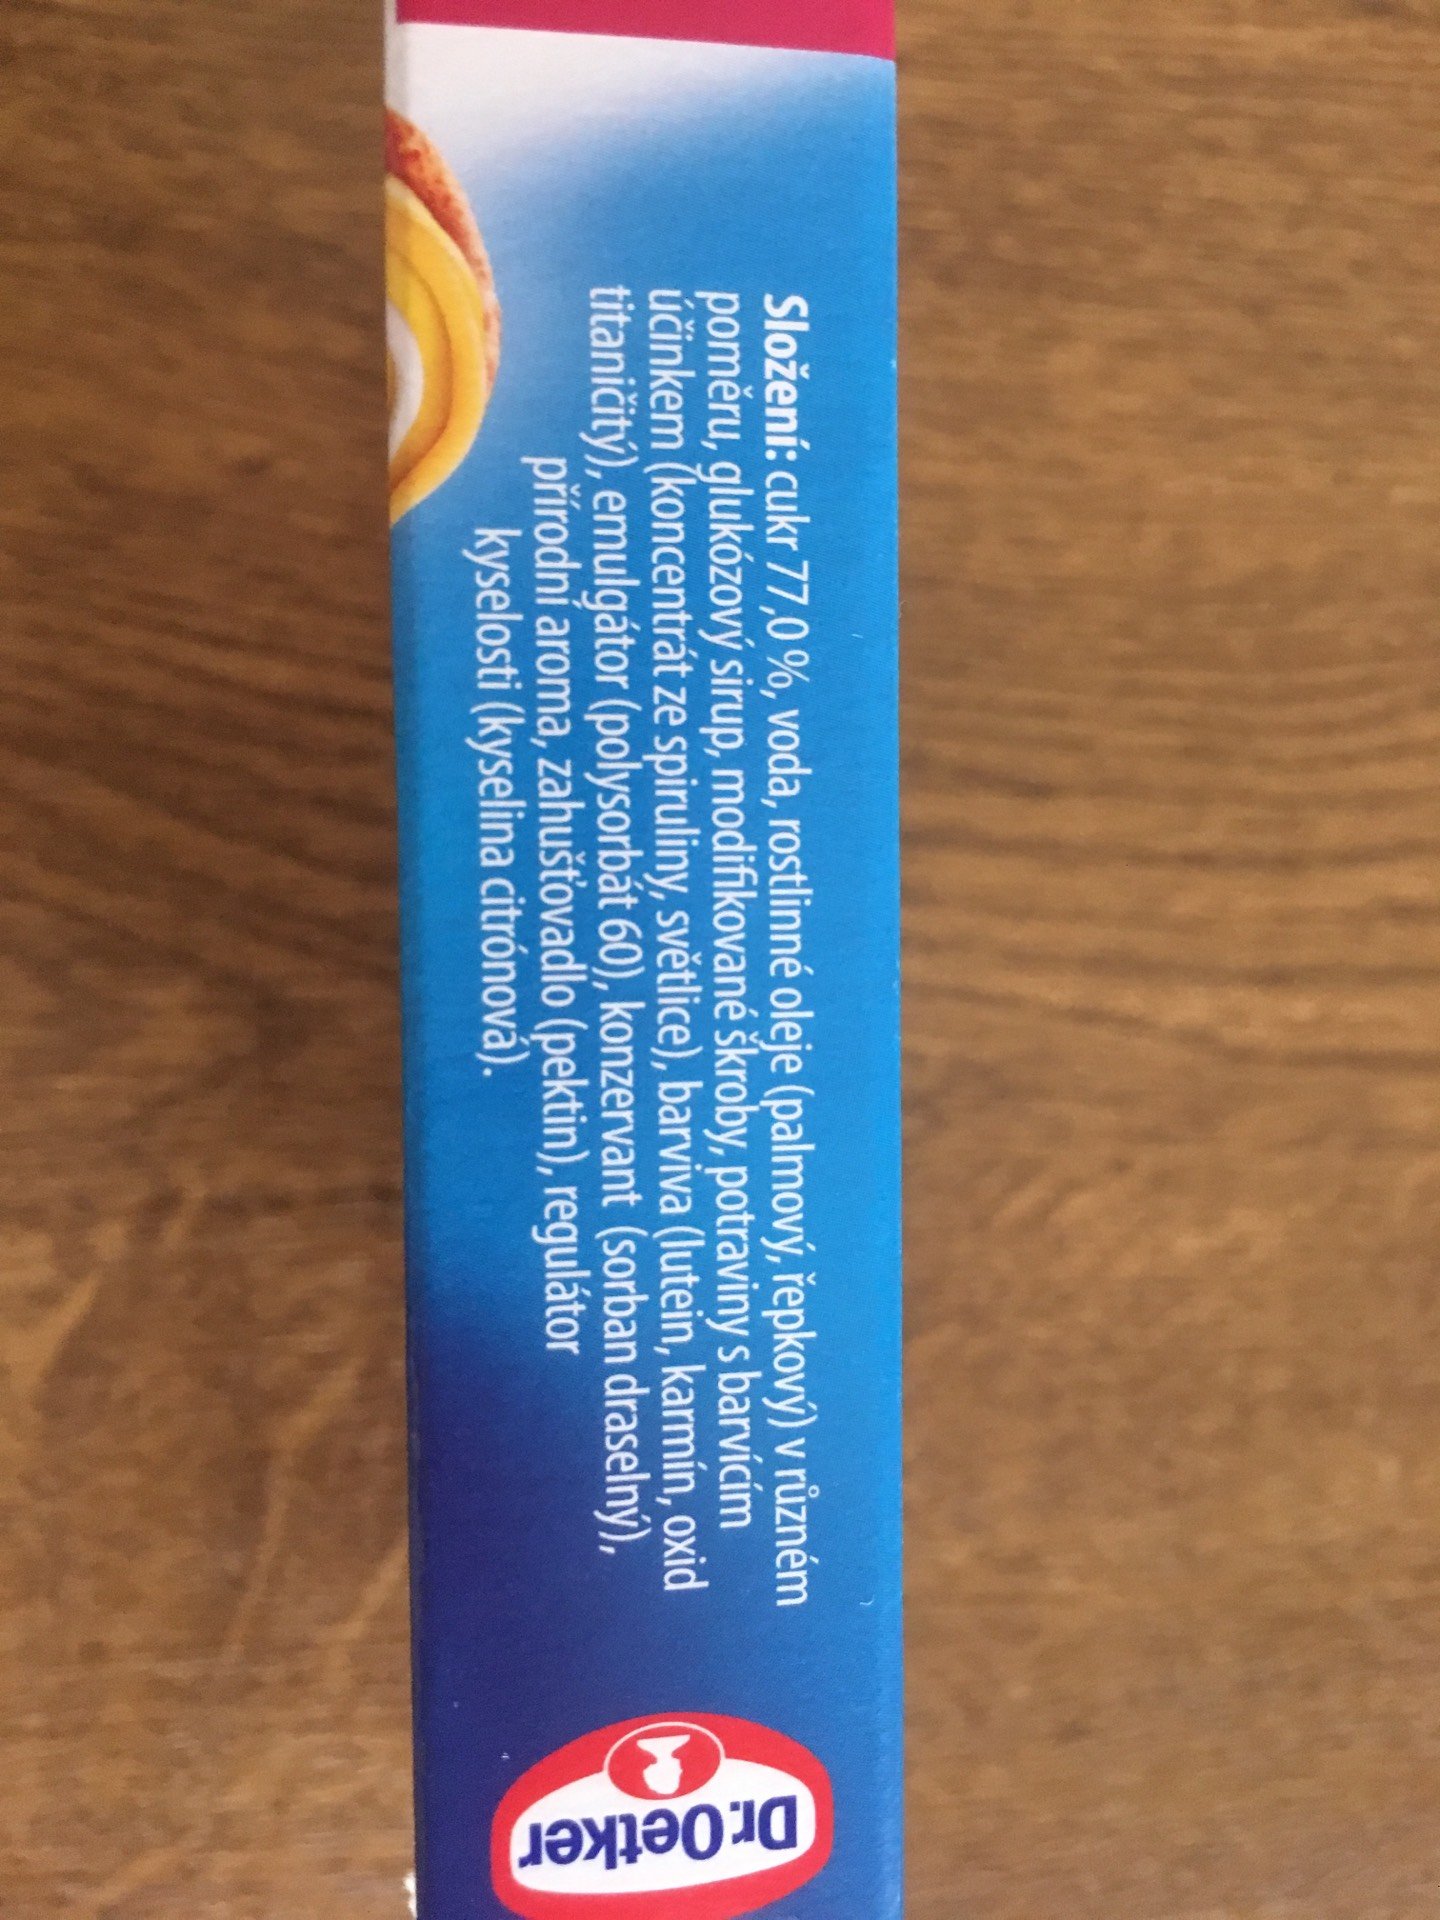 Složení: cukr 77,0 %, voda, rostlinné oleje (palmový, řepkový) v různém
poměru, glukózový sirup, modifikované škroby, potraviny s barvícím
účinkem (koncentrát ze spiruliny, světlice), barviva (lutein, karmín, oxid
titaničitý), emulgátor (polysorbát 60), konzervant (sorban draselný),
přírodní aroma, zahušťovadlo (pektin), regulátor
kyselosti (kyselina citrónová).
Dr.Oetker